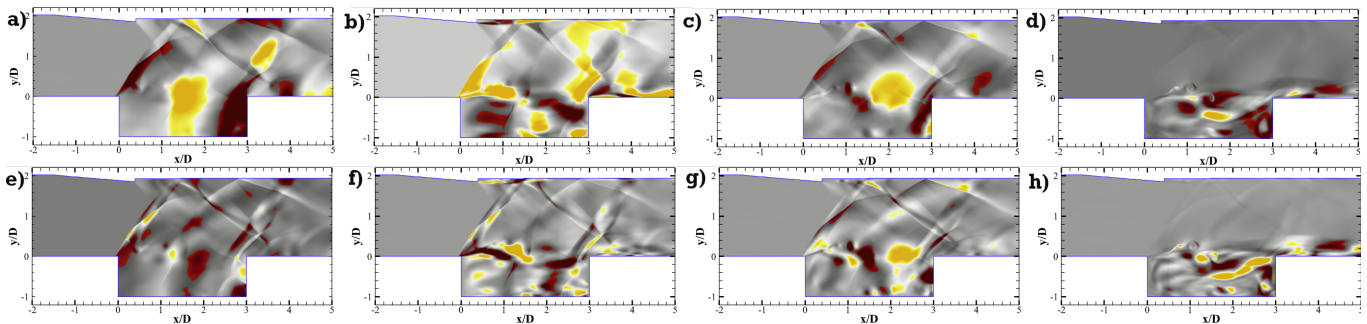 a) b) c) d)
y/D 2 1 0 -1 y/D 2 1 0 -1 y/D 2 1 0 -1 y/D 2 1 0 -1
-2 -1 0 1 2 3 4 5 -2 -1 0 1 2 3 4 5 -2 -1 0 1 2 3 4 5 -2 -1 0 1 2 3 4 5
x/D x/D x/D x/D
e) f) g) h)
y/D 2 1 0 -1 y/D 2 1 0 -1 y/D 2 1 0 -1 y/D 2 1 0 -1
-2 -1 0 1 2 3 4 5 -2 -1 0 1 2 3 4 5 -2 -1 0 1 2 3 4 5 -2 -1 0 1 2 3 4 5
x/D x/D x/D x/D